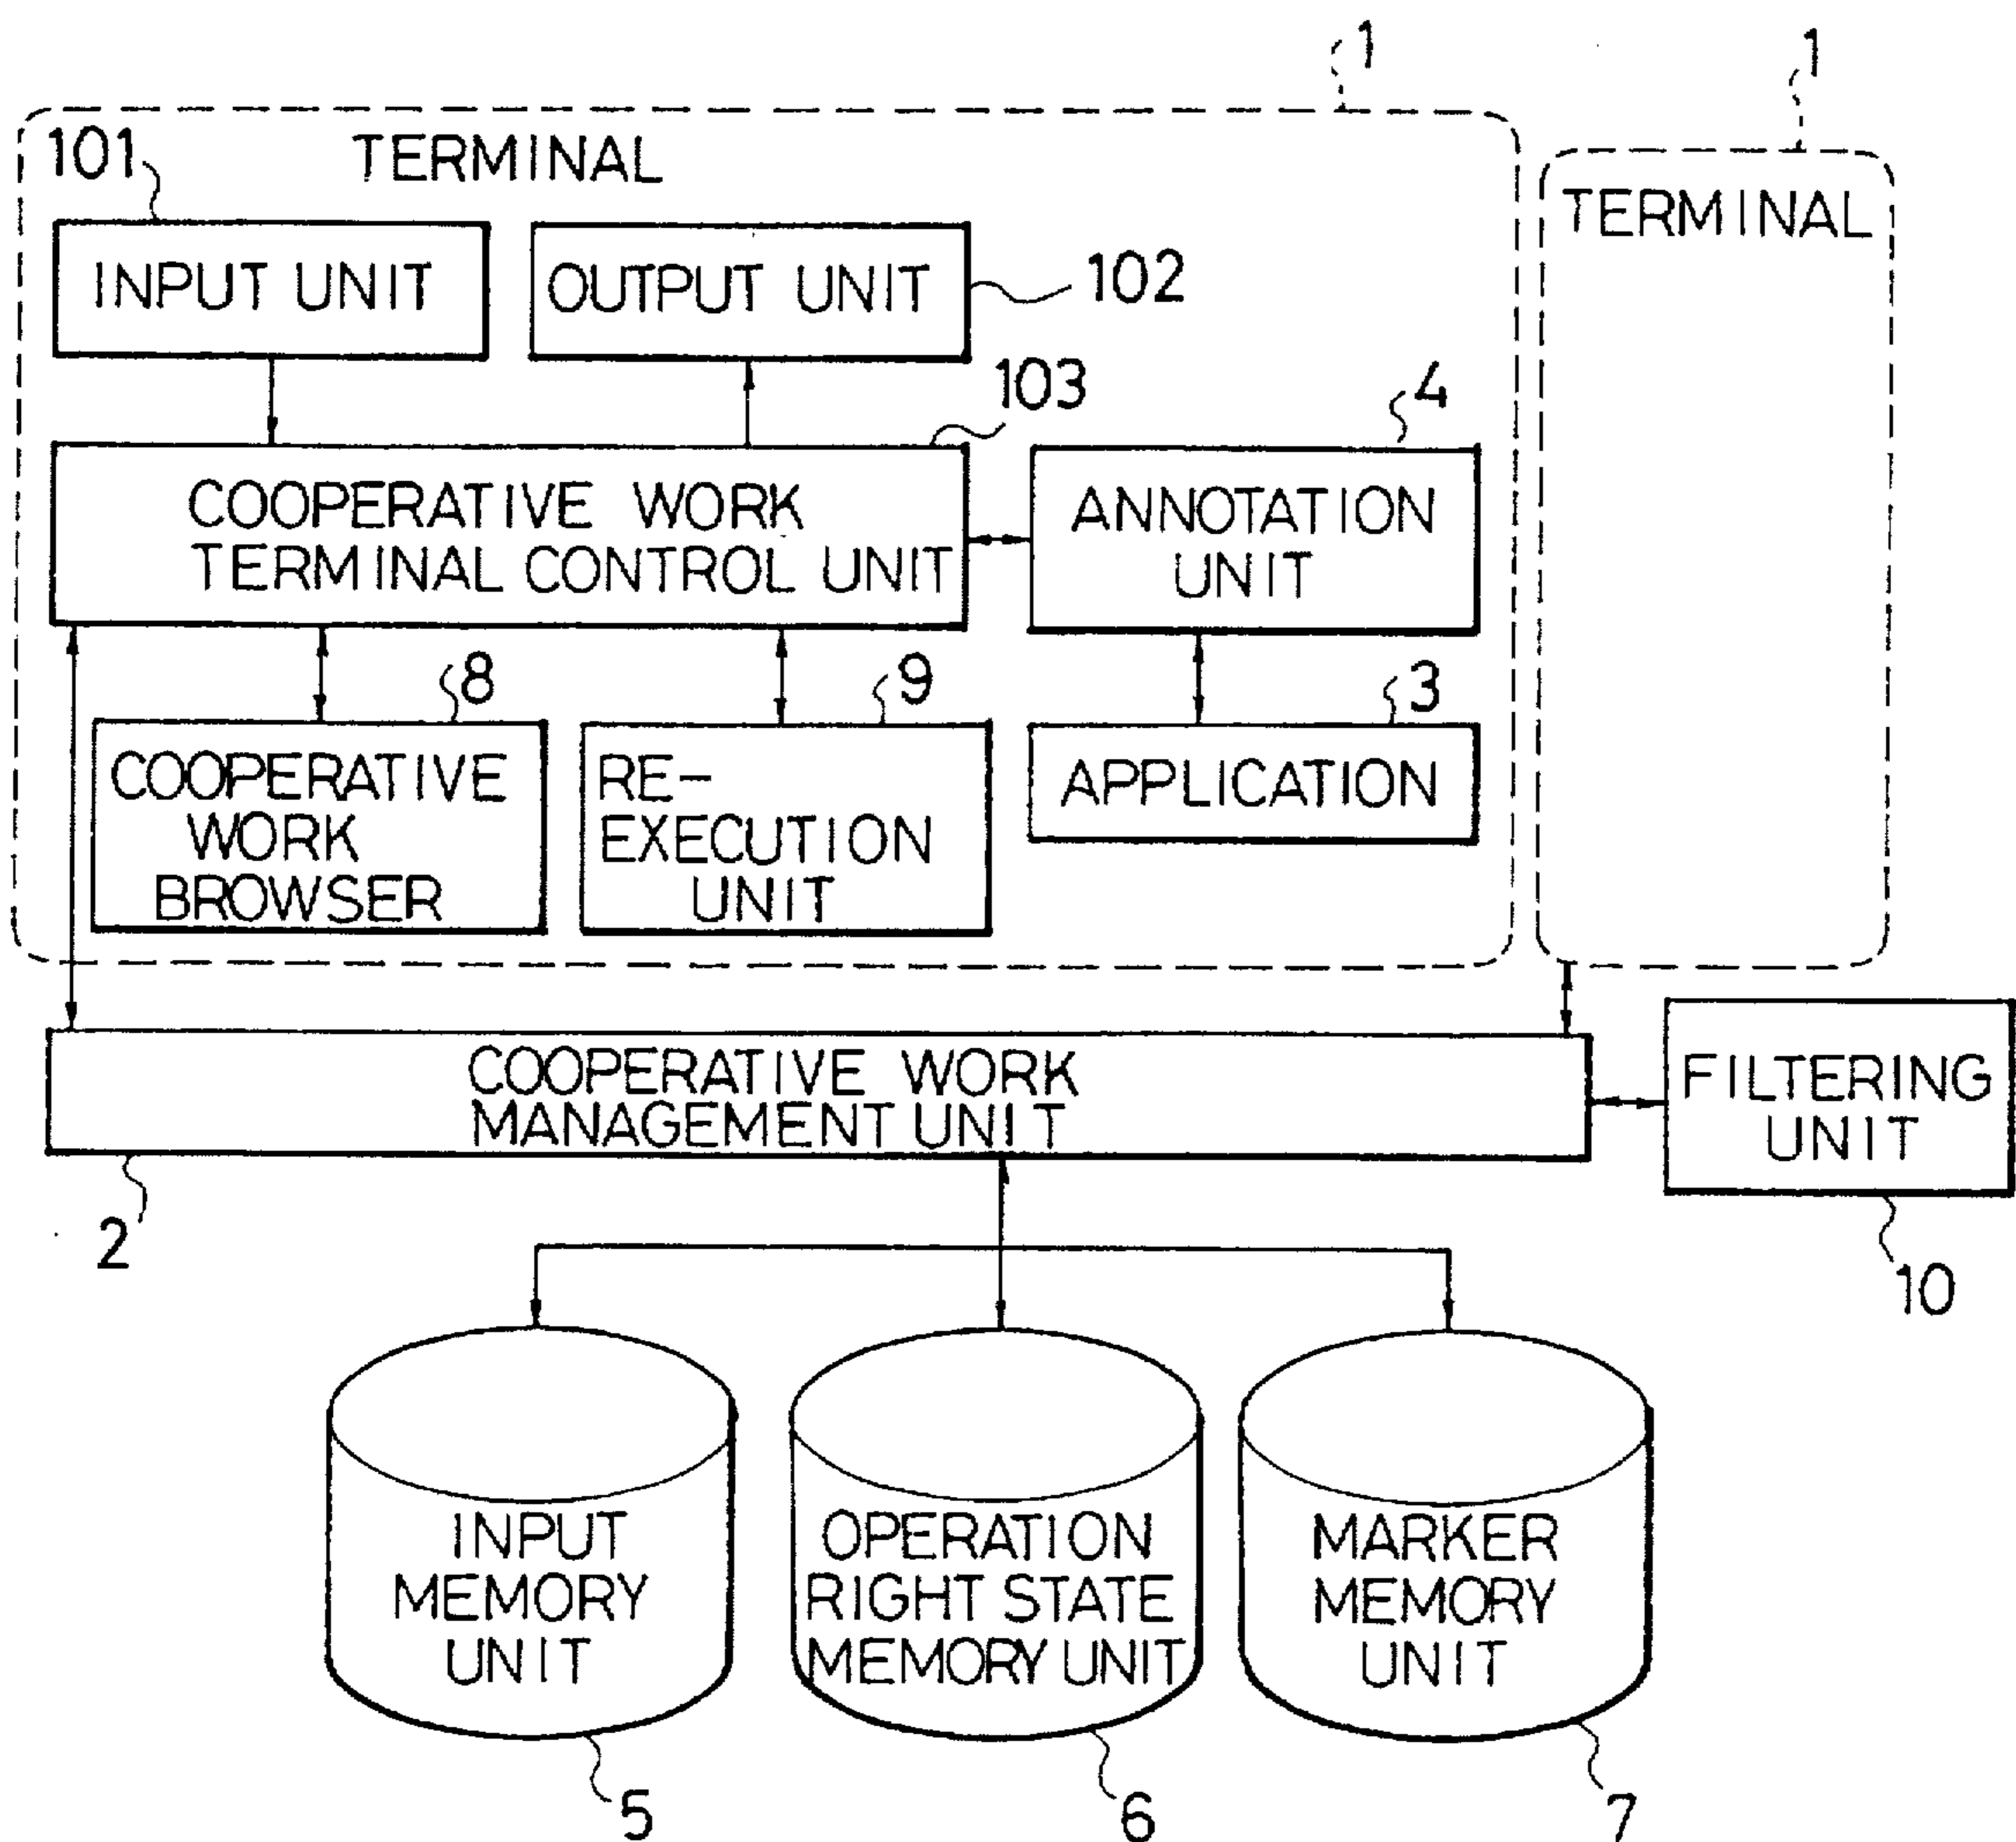 1
1
TERMINAL
101
TERMINAL
INPUT UNIT
OUTPUT UNIT
102
103
4
COOPERATIVE WORK
TERMINAL CONTROL UNIT
ANNOTATION
UNIT
8
9
3
COOPERATIVE
WORK
BROWSER
RE-
EXECUTION
UNIT
APPLICATION
COOPERATIVE WORK
MANAGEMENT UNIT
FILTERING
UNIT
2
10
INPUT
MEMORY
UNIT
OPERATION
RIGHT STATE
MEMORY UNIT
MARKER
MEMORY
UNIT
5
6
7